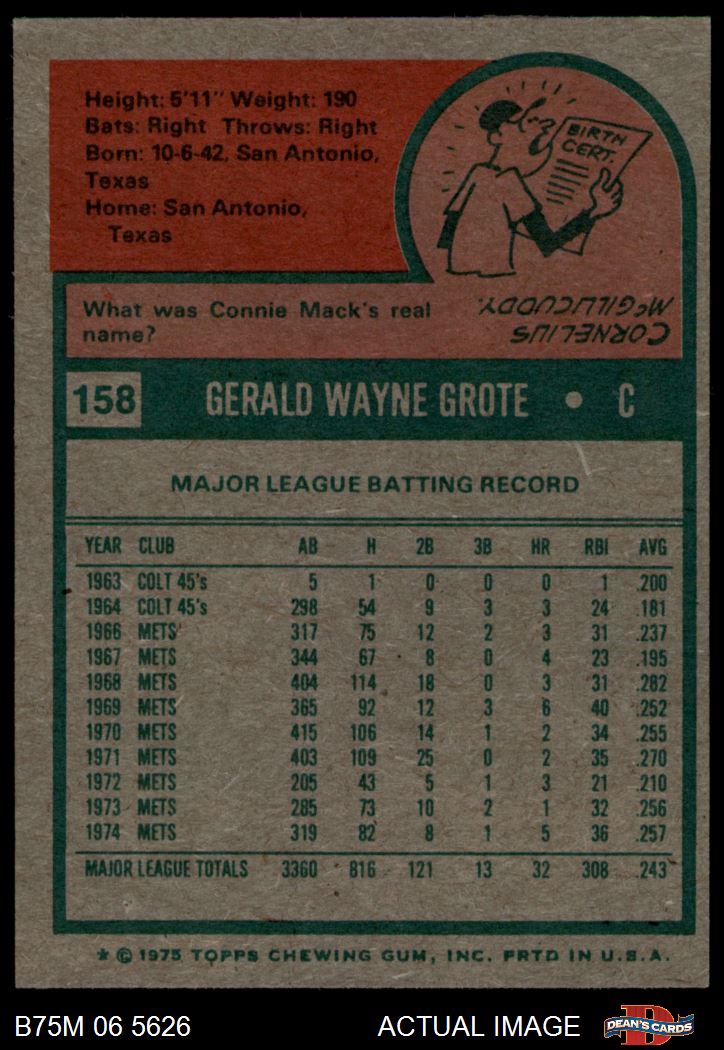 Height: 5'11" Weight: 190
Bats: Right Throws: Right
Born: 10-6-42, San Antonio,
Texas
Home: San Antonio,
Texas
BIRTH
CERT.
What was Connie Mack's real
name?
CORNELIUS
McGILLICUDDY.
158 GERALD WAYNE GROTE • C
MAJOR LEAGUE BATTING RECORD
YEAR CLUB AB H 2B 3B HR RBI AVG
1963 COLT 45's 5 1 0 0 0 1 .200
1964 COLT 45's 298 54 9 3 3 24 .181
1966 METS 317 75 12 2 3 31 .237
1967 METS 344 67 8 0 4 23 .195
1968 METS 404 114 18 0 3 31 .282
1969 METS 365 92 12 3 6 40 .252
1970 METS 415 106 14 1 2 34 .255
1971 METS 403 109 25 0 2 35 .270
1972 METS 205 43 5 1 3 21 .210
1973 METS 285 73 10 2 1 32 .256
1974 METS 319 82 8 1 5 36 .257
MAJOR LEAGUE TOTALS 3360 816 121 13 32 308 .243
* © 1975 TOPPS CHEWING GUM, INC. PRTD IN U.S.A.
B75M 06 5626 ACTUAL IMAGE
DEAN'S CARDS